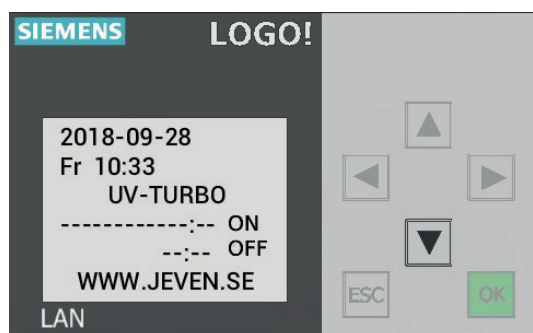 SIEMENS LOGO!
2018-09-28
Fr 10:33
UV-TURBO
------------:-- ON
--:-- OFF
WWW.JEVEN.SE
ESC OK
LAN